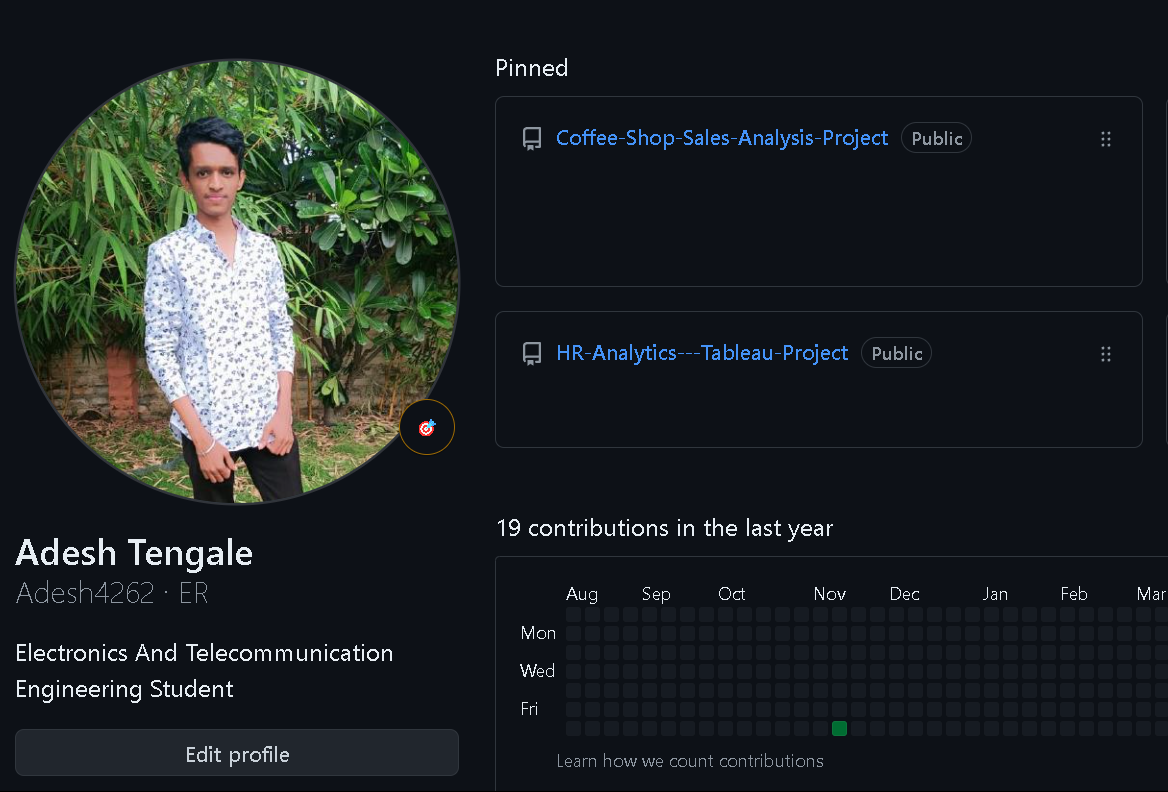 Adesh Tengale
Adesh4262 · ER
Electronics And Telecommunication
Engineering Student
Edit profile
Pinned
Coffee-Shop-Sales-Analysis-Project Public
HR-Analytics---Tableau-Project Public
19 contributions in the last year
Aug Sep Oct Nov Dec Jan Feb Mar
Mon
Wed
Fri
Learn how we count contributions